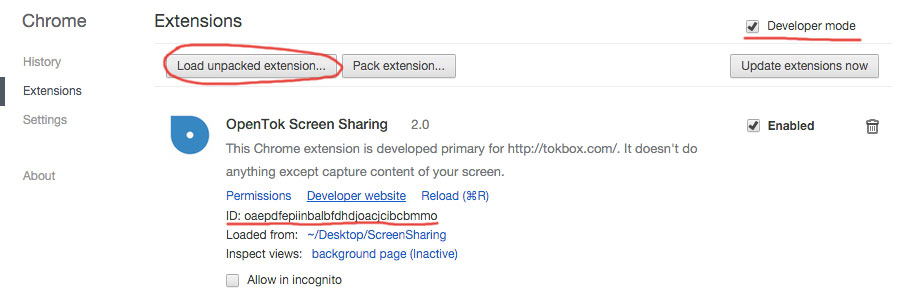 Chrome
Extensions
Developer mode
History
Extensions
Settings
About
Load unpacked extension...
Pack extension...
Update extensions now
OpenTok Screen Sharing 2.0
Enabled
This Chrome extension is developed primary for http://tokbox.com/. It doesn't do
anything except capture content of your screen.
Permissions Developer website Reload (⌘R)
ID: oaepdfepiinbalbfdhdjoacjcibcbmmo
Loaded from: ~/Desktop/ScreenSharing
Inspect views: background page (Inactive)
Allow in incognito